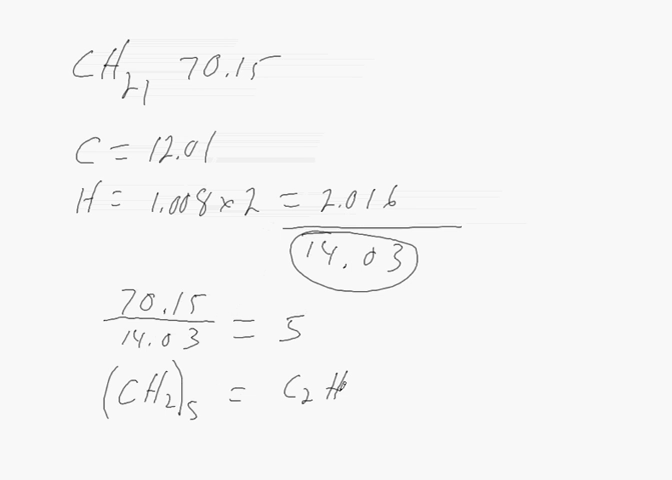 CH₂, 70.15
C = 12.01
H = 1.008 × 2 = 2.016
14.03
70.15
14.03 = 5
(CH₂)₅ = C₂H